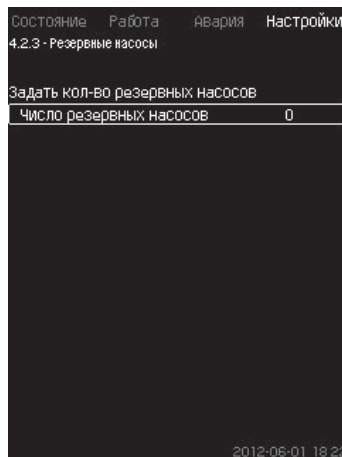 Состояние Работа Авария Настройки
4.2.3 - Резервные насосы
Задать кол-во резервных насосов
Число резервных насосов 0
2012-06-01 18:22